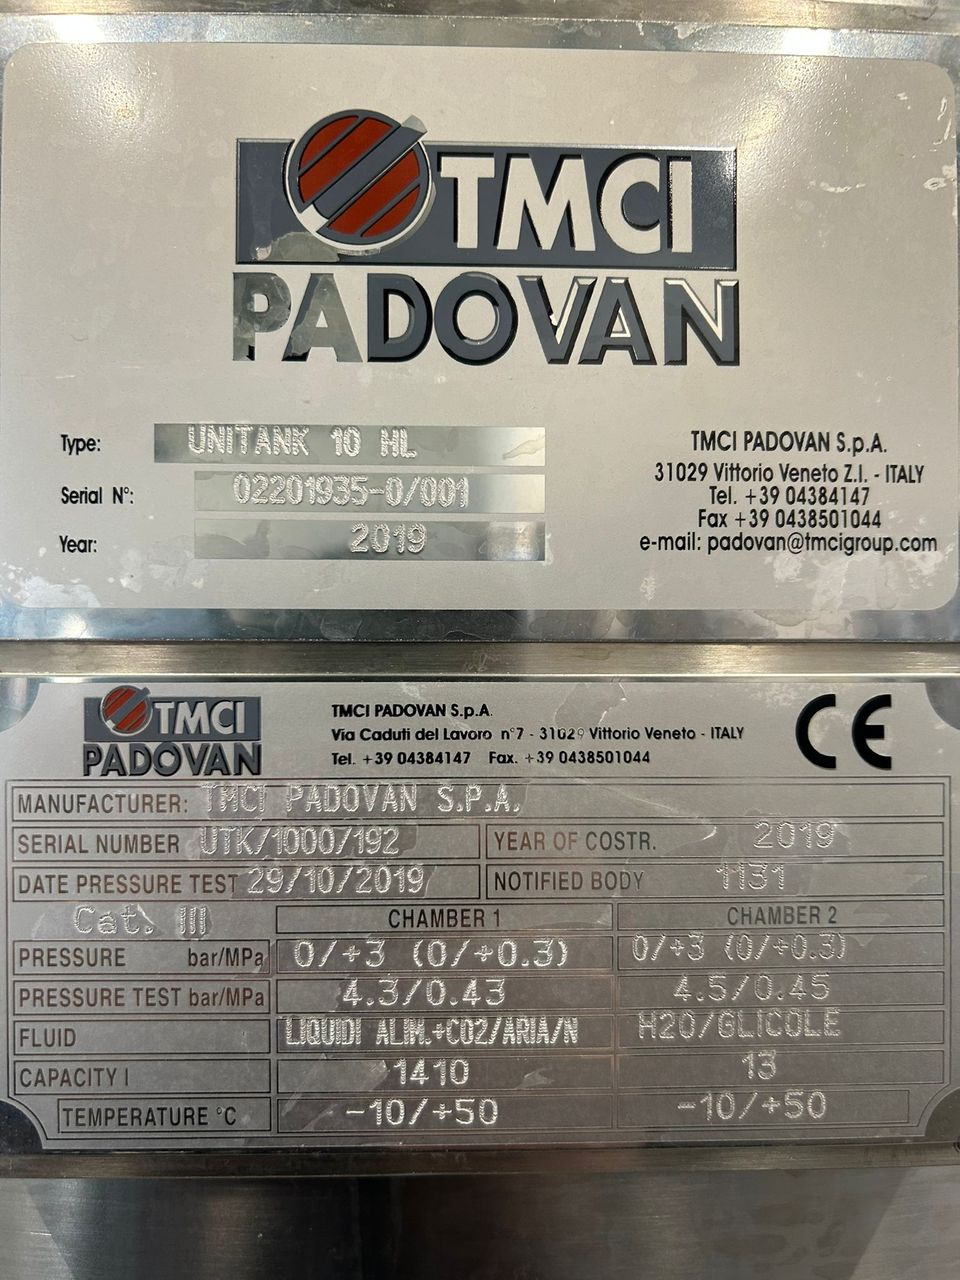 TMCI
PADOVAN
Type: UNITANK 10 HL
Serial N°: 02201935-0/001
Year: 2019
TMCI PADOVAN S.p.A.
31029 Vittorio Veneto Z.I. - ITALY
Tel. +39 04384147
Fax +39 0438501044
e-mail: padovan@tmcigroup.com
TMCI
PADOVAN
TMCI PADOVAN S.p.A.
Via Caduti del Lavoro n°7 - 31029 Vittorio Veneto - ITALY
Tel. +39 04384147 Fax. +39 0438501044
CE
MANUFACTURER: TMCI PADOVAN S.P.A.
SERIAL NUMBER UTK/1000/192 YEAR OF COSTR. 2019
DATE PRESSURE TEST 29/10/2019 NOTIFIED BODY 1131
Cat. III CHAMBER 1 CHAMBER 2
PRESSURE bar/MPa 0/+3 (0/+0.3) 0/+3 (0/+0.3)
PRESSURE TEST bar/MPa 4.3/0.43 4.5/0.45
FLUID LIQUIDI ALIM.+CO2/ARIA/N H2O/GLICOLE
CAPACITY l 1410 13
TEMPERATURE °C -10/+50 -10/+50